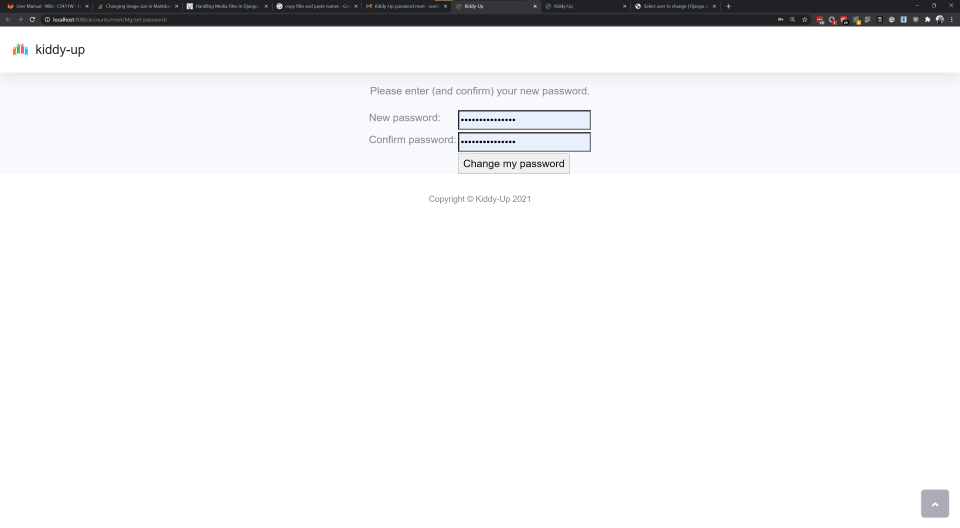 User Manual · Wiki · CS411W - T
Changing image size in Markdow
Handling Media Files in Django
copy files and paste names - Go
Kiddy-Up password reset - 
Kiddy-Up
Kiddy Up
Select user to change | Django s
localhost:8000/accounts/reset/Mg/set-password/
kiddy-up
Please enter (and confirm) your new password.
New password:
Confirm password:
Change my password
Copyright © Kiddy-Up 2021